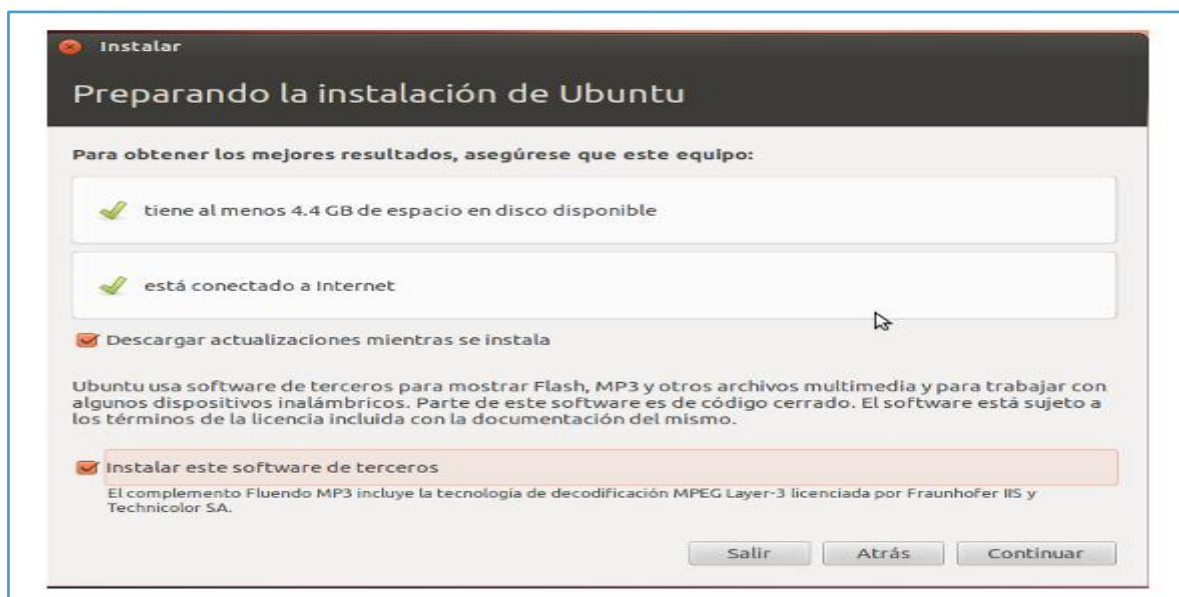 Instalar
Preparando la instalación de Ubuntu
Para obtener los mejores resultados, asegúrese que este equipo:
tiene al menos 4.4 GB de espacio en disco disponible
está conectado a Internet
Descargar actualizaciones mientras se instala
Ubuntu usa software de terceros para mostrar Flash, MP3 y otros archivos multimedia y para trabajar con
algunos dispositivos inalámbricos. Parte de este software es de código cerrado. El software está sujeto a
los términos de la licencia incluida con la documentación del mismo.
Instalar este software de terceros
El complemento Fluendo MP3 incluye la tecnología de decodificación MPEG Layer-3 licenciada por Fraunhofer IIS y
Technicolor SA.
Salir
Atrás
Continuar